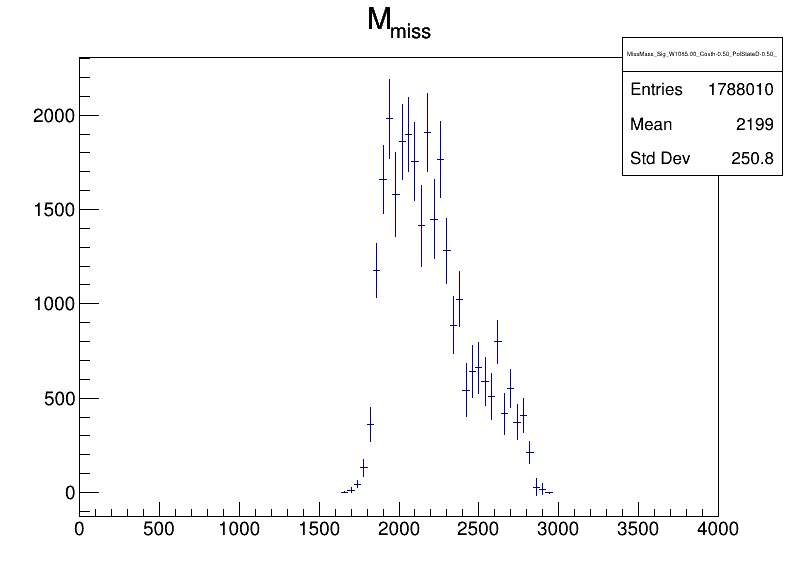 M_miss
MissMass_Sig_W1085.00_Costh-0.50_PolStateD-0.50_
Entries 1788010
Mean 2199
Std Dev 250.8
2000
1500
1000
500
0
0 500 1000 1500 2000 2500 3000 3500 4000